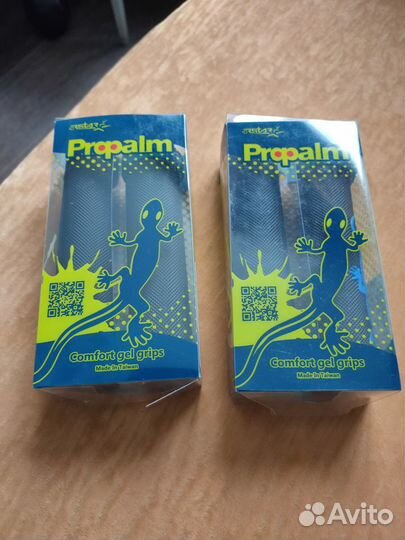 Propalm
Comfort gel grips
Made In Taiwan
Propalm
Comfort gel grips
Made In Taiwan
Avito